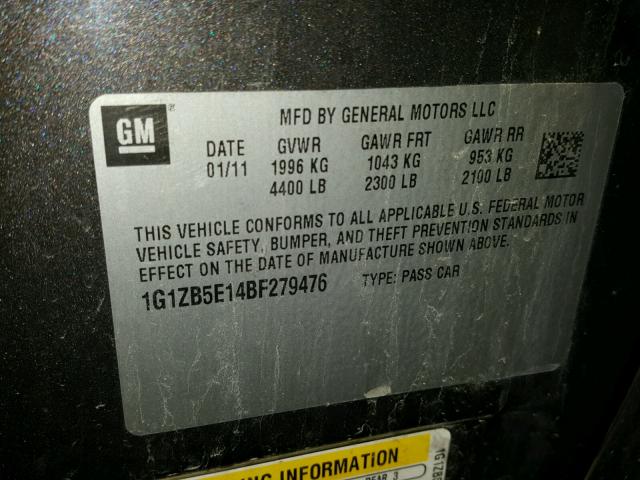 GM
MFD BY GENERAL MOTORS LLC
DATE GVWR GAWR FRT GAWR RR
01/11 1996 KG 1043 KG 953 KG
4400 LB 2300 LB 2100 LB
THIS VEHICLE CONFORMS TO ALL APPLICABLE U.S. FEDERAL MOTOR
VEHICLE SAFETY, BUMPER, AND THEFT PREVENTION STANDARDS IN
EFFECT ON THE DATE OF MANUFACTURE SHOWN ABOVE.
1G1ZB5E14BF279476 TYPE: PASS CAR
INFORMATION
REAR 3